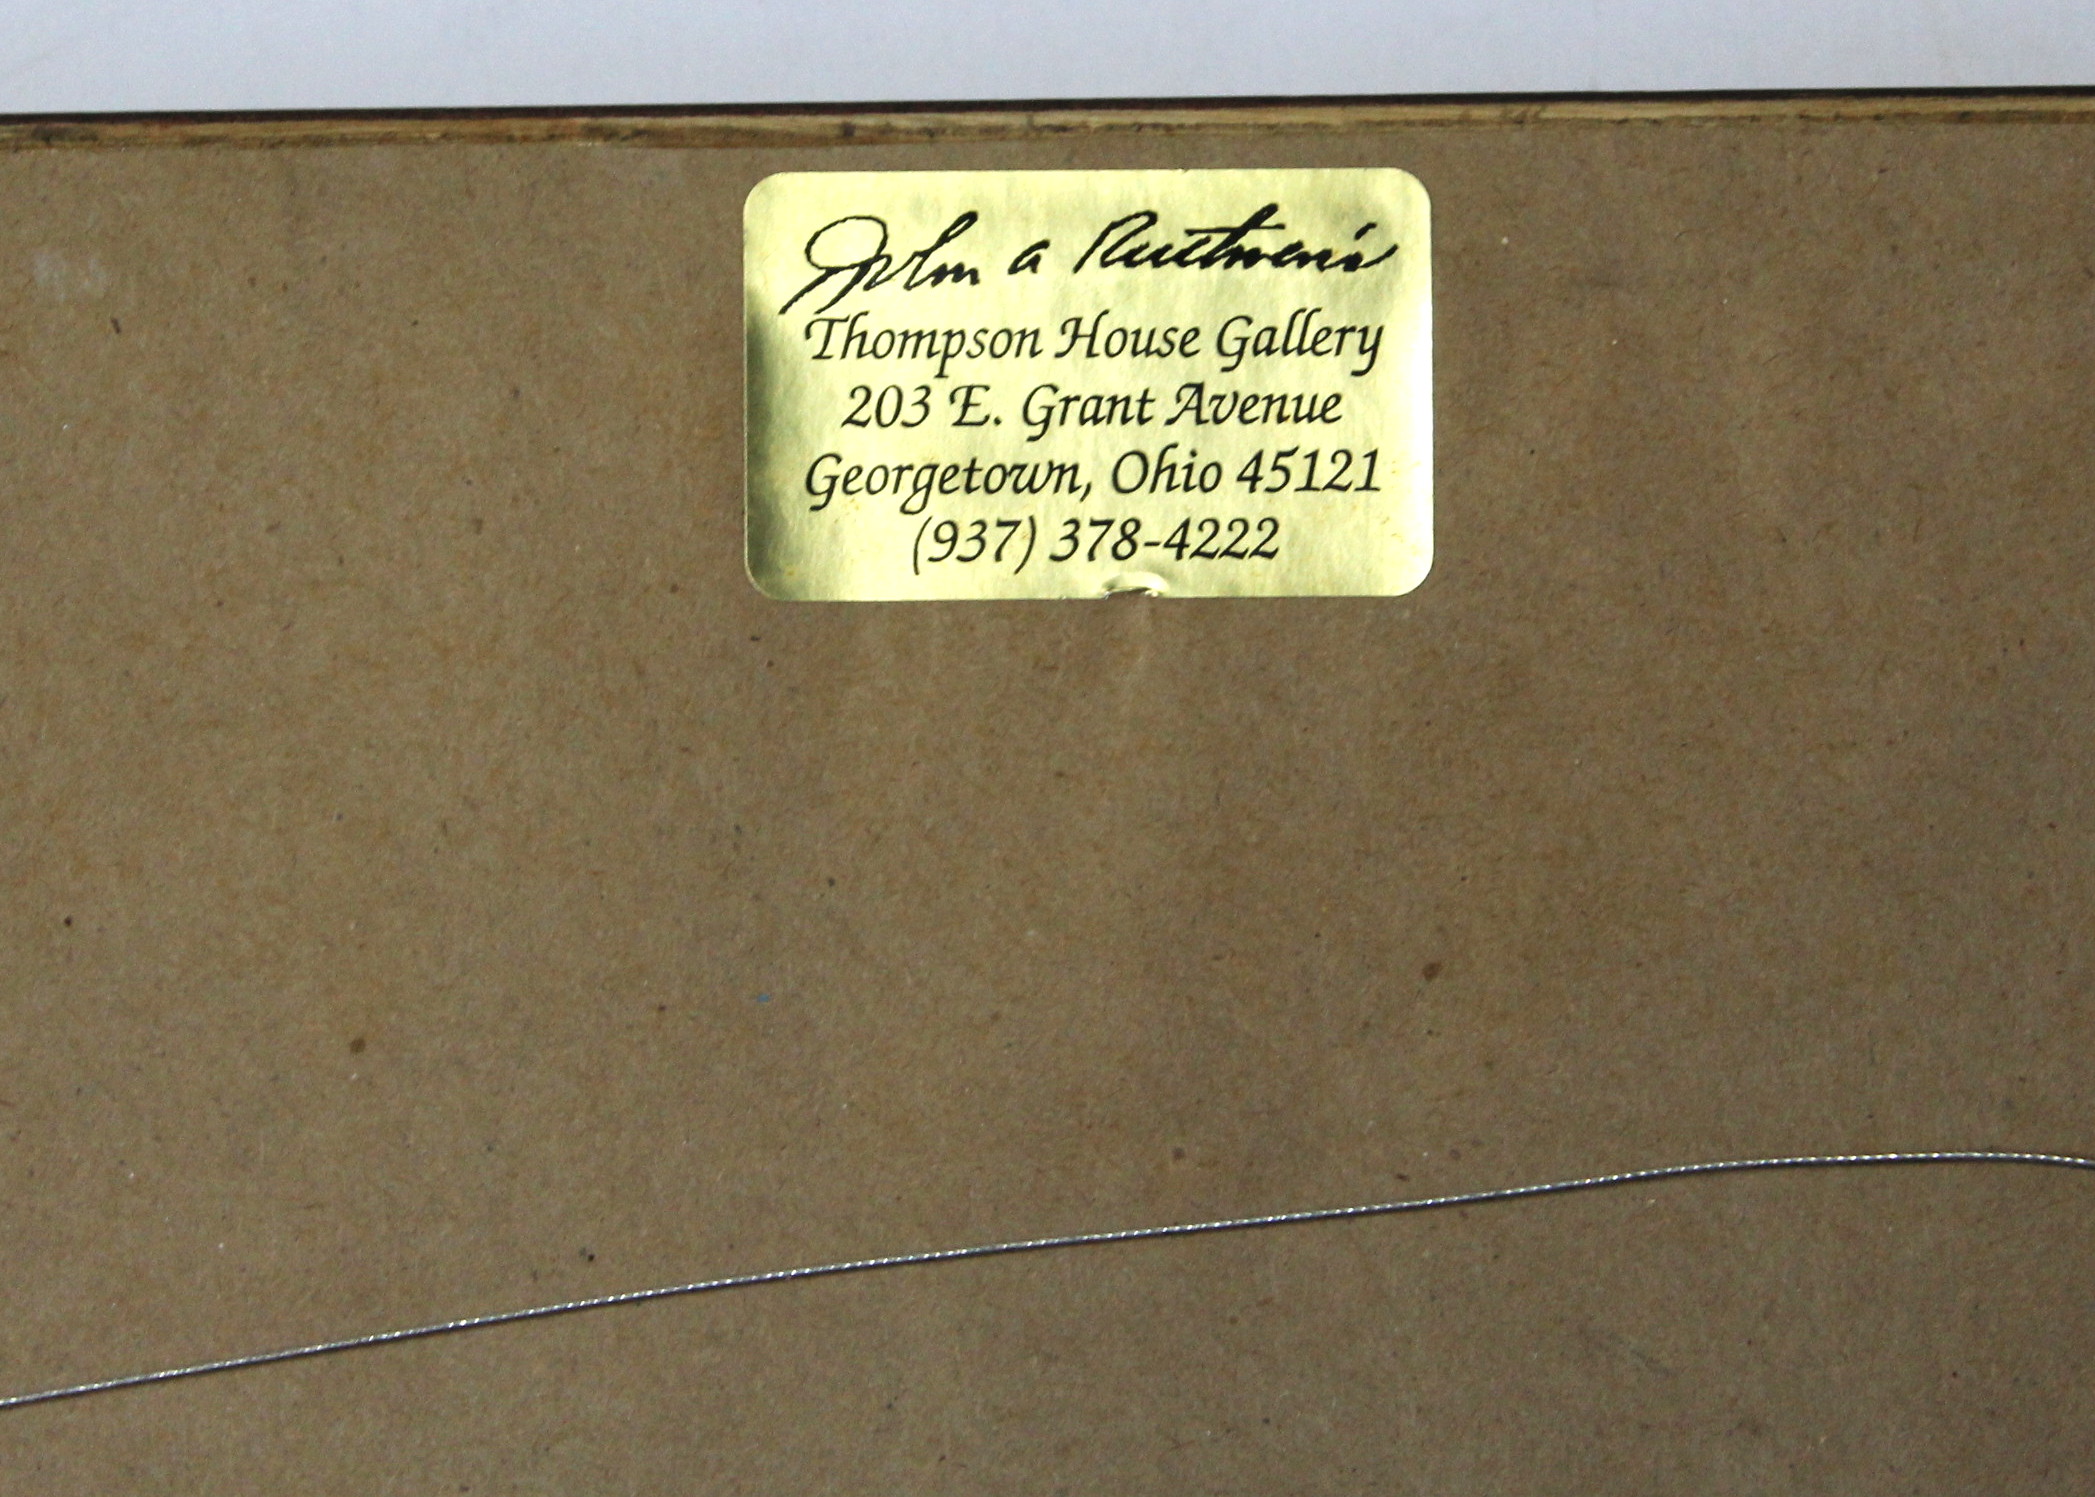 John a Ruthven's
Thompson House Gallery
203 E. Grant Avenue
Georgetown, Ohio 45121
(937) 378-4222